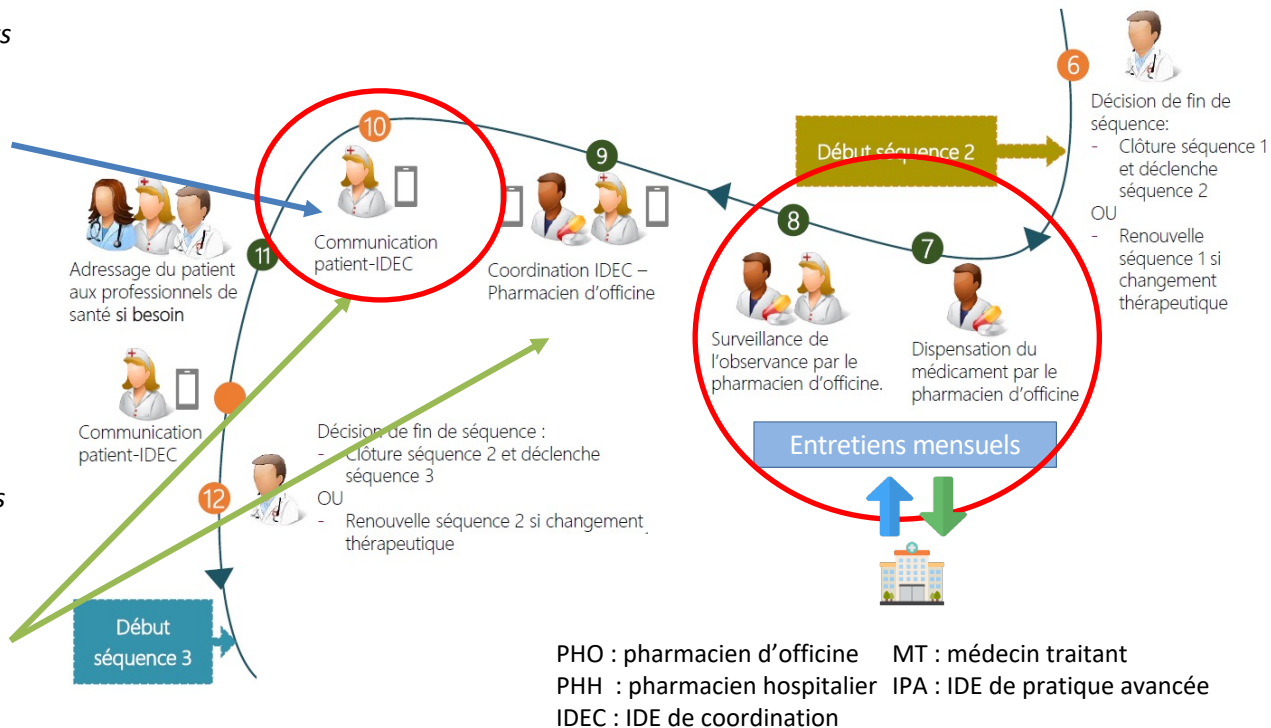 6
Décision de fin de
séquence:
- Clôture séquence 1
et déclenche
séquence 2
OU
- Renouvelle
séquence 1 si
changement
thérapeutique
Début séquence 2
7
Dispensation du
médicament par le
pharmacien d'officine
8
Surveillance de
l'observance par le
pharmacien d'officine.
Entretiens mensuels
9
Coordination IDEC –
Pharmacien d'officine
10
Communication
patient-IDEC
11
Adressage du patient
aux professionnels de
santé si besoin
Communication
patient-IDEC
12
Décision de fin de séquence :
- Clôture séquence 2 et déclenche
séquence 3
OU
- Renouvelle séquence 2 si changement
thérapeutique
Début
séquence 3
PHO : pharmacien d'officine MT : médecin traitant
PHH : pharmacien hospitalier IPA : IDE de pratique avancée
IDEC : IDE de coordination